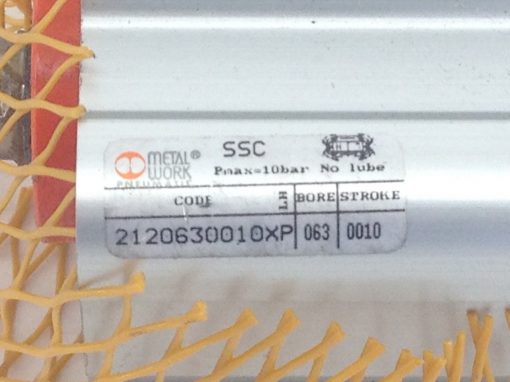 METAL® WORK
PNEUMATIC
SSC
Pmax=10bar No lube
CODE L.H BORE STROKE
2120630010XP 063 0010